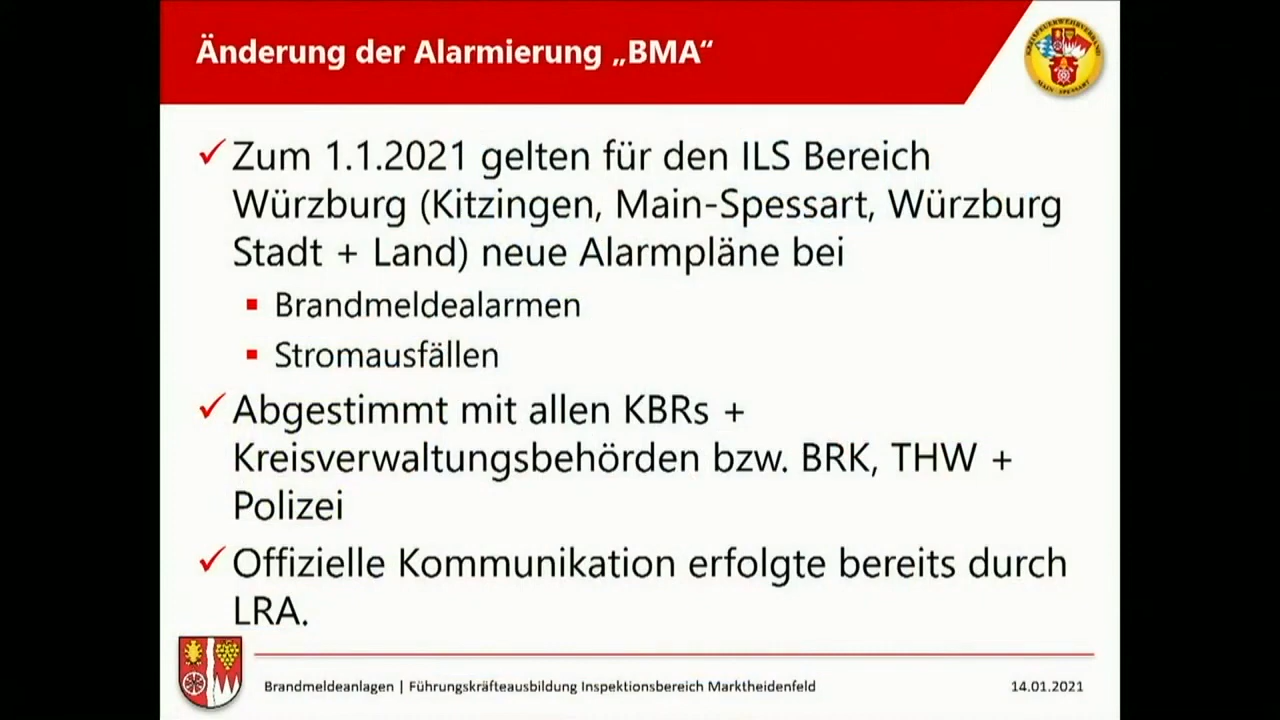 Änderung der Alarmierung „BMA“
Zum 1.1.2021 gelten für den ILS Bereich
Würzburg (Kitzingen, Main-Spessart, Würzburg
Stadt + Land) neue Alarmpläne bei
Brandmeldealarmen
Stromausfällen
Abgestimmt mit allen KBRs +
Kreisverwaltungsbehörden bzw. BRK, THW +
Polizei
Offizielle Kommunikation erfolgte bereits durch
LRA.
Brandmeldeanlagen | Führungskräfteausbildung Inspektionsbereich Marktheidenfeld
14.01.2021